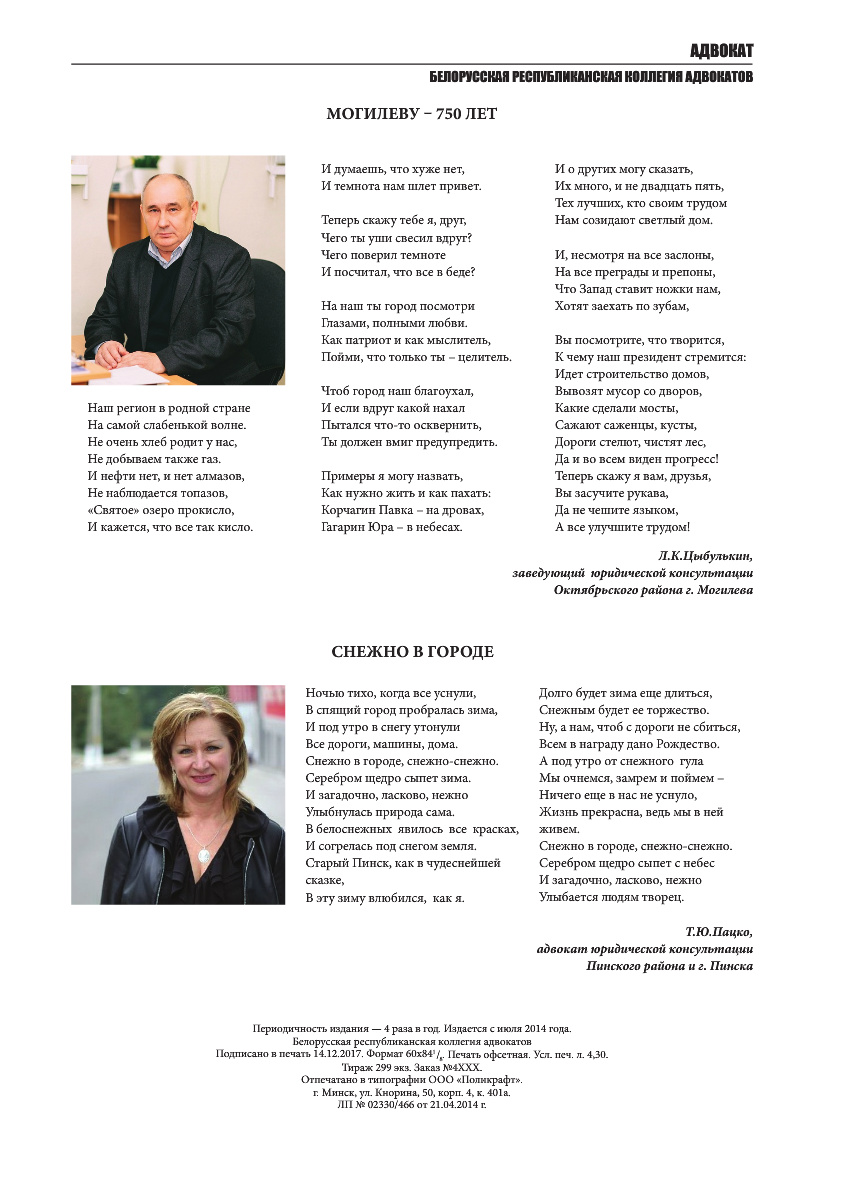 АДВОКАТ
БЕЛОРУССКАЯ РЕСПУБЛИКАНСКАЯ КОЛЛЕГИЯ АДВОКАТОВ
МОГИЛЕВУ – 750 ЛЕТ
Наш регион в родной стране
На самой слабенькой волне.
Не очень хлеб родит у нас,
Не добываем также газ.
И нефти нет, и нет алмазов,
Не наблюдается топазов,
«Святое» озеро прокисло,
И кажется, что все так кисло.
И думаешь, что хуже нет,
И темнота нам шлет привет.
Теперь скажу тебе я, друг,
Чего ты уши свесил вдруг?
Чего поверил темноте
И посчитал, что все в беде?
На наш ты город посмотри
Глазами, полными любви.
Как патриот и как мыслитель,
Пойми, что только ты – целитель.
Чтоб город наш благоухал,
И если вдруг какой нахал
Пытался что-то осквернить,
Ты должен вмиг предупредить.
Примеры я могу назвать,
Как нужно жить и как пахать:
Корчагин Павка – на дровах,
Гагарин Юра – в небесах.
И о других могу сказать,
Их много, и не двадцать пять,
Тех лучших, кто своим трудом
Нам созидают светлый дом.
И, несмотря на все заслоны,
На все преграды и препоны,
Что Запад ставит ножки нам,
Хотят заехать по зубам,
Вы посмотрите, что творится,
К чему наш президент стремится:
Идет строительство домов,
Вывозят мусор со дворов,
Какие сделали мосты,
Сажают саженцы, кусты,
Дороги стелют, чистят лес,
Да и во всем виден прогресс!
Теперь скажу я вам, друзья,
Вы засучите рукава,
Да не чешите языком,
А все улучшите трудом!
Л.К.Цыбулькин,
заведующий юридической консультации
Октябрьского района г. Могилева
СНЕЖНО В ГОРОДЕ
Ночью тихо, когда все уснули,
В спящий город пробралась зима,
И под утро в снегу утонули
Все дороги, машины, дома.
Снежно в городе, снежно-снежно.
Серебром щедро сыпет зима.
И загадочно, ласково, нежно
Улыбнулась природа сама.
В белоснежных явилось все красках,
И согрелась под снегом земля.
Старый Пинск, как в чудеснейшей
сказке,
В эту зиму влюбился, как я.
Долго будет зима еще длиться,
Снежным будет ее торжество.
Ну, а нам, чтоб с дороги не сбиться,
Всем в награду дано Рождество.
А под утро от снежного гула
Мы очнемся, замрем и поймем –
Ничего еще в нас не уснуло,
Жизнь прекрасна, ведь мы в ней
живем.
Снежно в городе, снежно-снежно.
Серебром щедро сыпет с небес
И загадочно, ласково, нежно
Улыбается людям творец.
Т.Ю.Пацко,
адвокат юридической консультации
Пинского района и г. Пинска
Периодичность издания — 4 раза в год. Издается с июля 2014 года.
Белорусская республиканская коллегия адвокатов
Подписано в печать 14.12.2017. Формат 60х84¹/₈. Печать офсетная. Усл. печ. л. 4,30.
Тираж 299 экз. Заказ №4ХХХ.
Отпечатано в типографии ООО «Поликрафт».
г. Минск, ул. Кнорина, 50, корп. 4, к. 401а.
ЛП № 02330/466 от 21.04.2014 г.